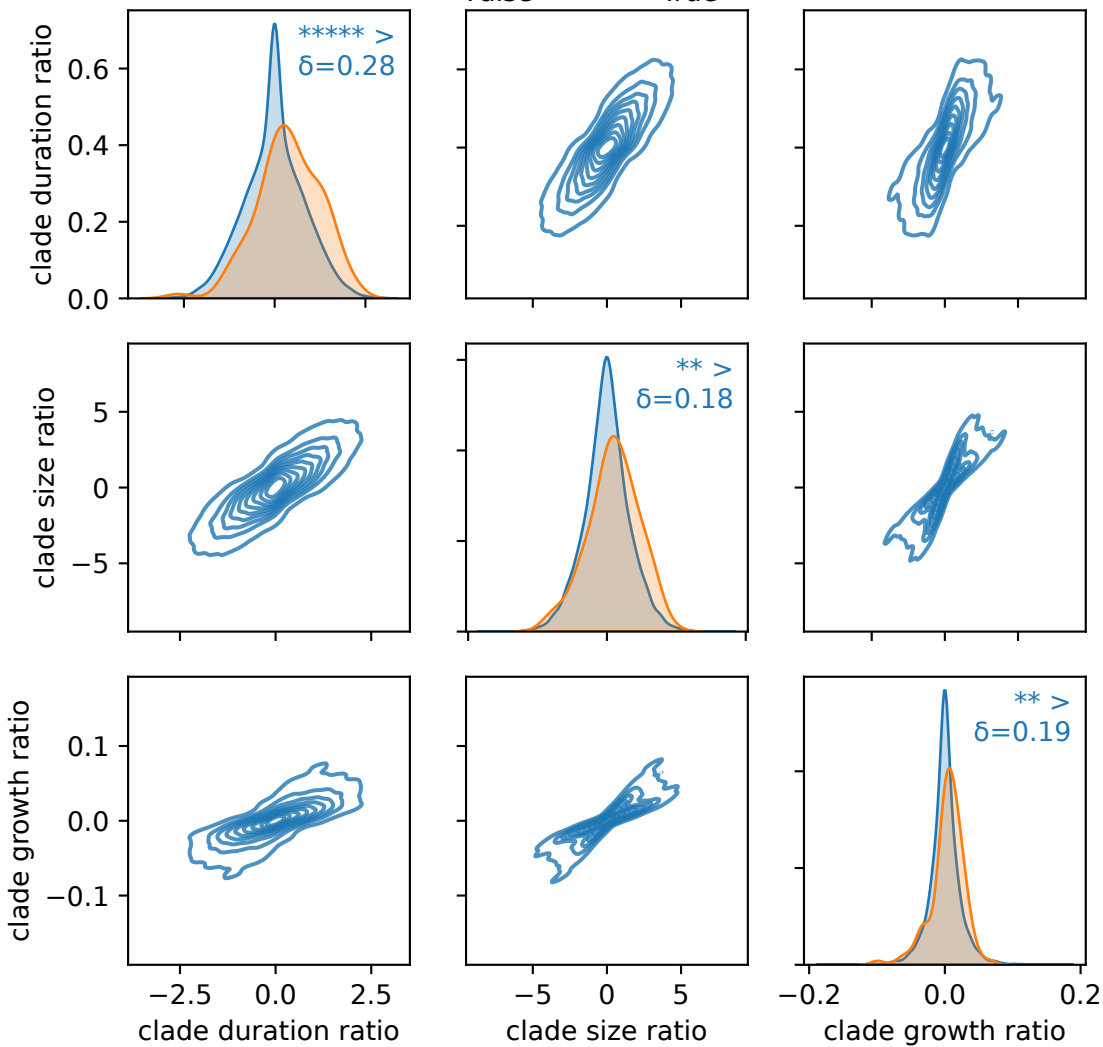 clade duration ratio
0.6
0.4
0.2
0.0
***** >
δ=0.28
clade size ratio
5
0
−5
** >
δ=0.18
clade growth ratio
0.1
0.0
−0.1
** >
δ=0.19
−2.5 0.0 2.5
−5 0 5
−0.2 0.0 0.2
clade duration ratio
clade size ratio
clade growth ratio